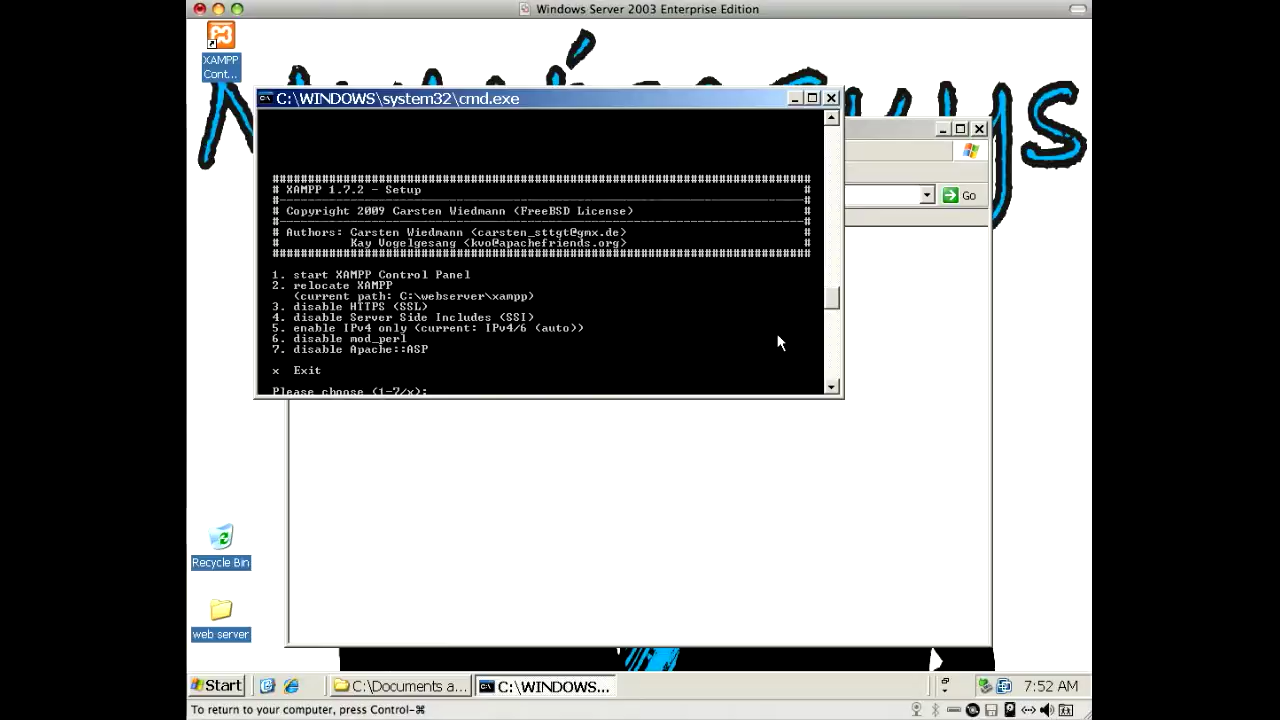 Windows Server 2003 Enterprise Edition
XAMPP
Cont...
C:\WINDOWS\system32\cmd.exe
Go
################################################################################
# XAMPP 1.7.2 - Setup #
# Copyright 2009 Carsten Wiedmann (FreeBSD License) #
# Authors: Carsten Wiedmann <carsten_sttgt@gmx.de> #
# Kay Vogelgesang <kvo@apachefriends.org> #
################################################################################
1. start XAMPP Control Panel
2. relocate XAMPP
(current path: C:\webserver\xampp)
3. disable HTTPS (SSL)
4. disable Server Side Includes (SSI)
5. enable IPv4 only (current: IPv4/6 (auto))
6. disable mod_perl
7. disable Apache::ASP
x Exit
Please choose (1-7/x):
Recycle Bin
web server
Start
C:\Documents a...
C:\WINDOWS...
7:52 AM
To return to your computer, press Control-⌘